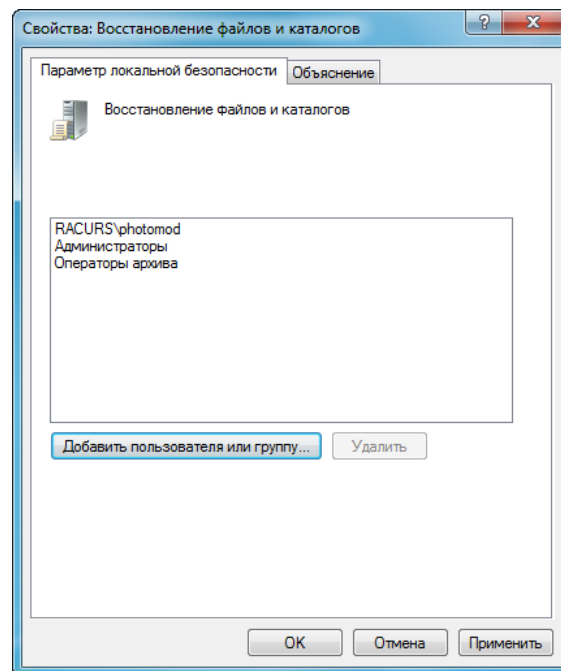 Свойства: Восстановление файлов и каталогов
Параметр локальной безопасности Объяснение
Восстановление файлов и каталогов
RACURS\photomod
Администраторы
Операторы архива
Добавить пользователя или группу... Удалить
OK Отмена Применить